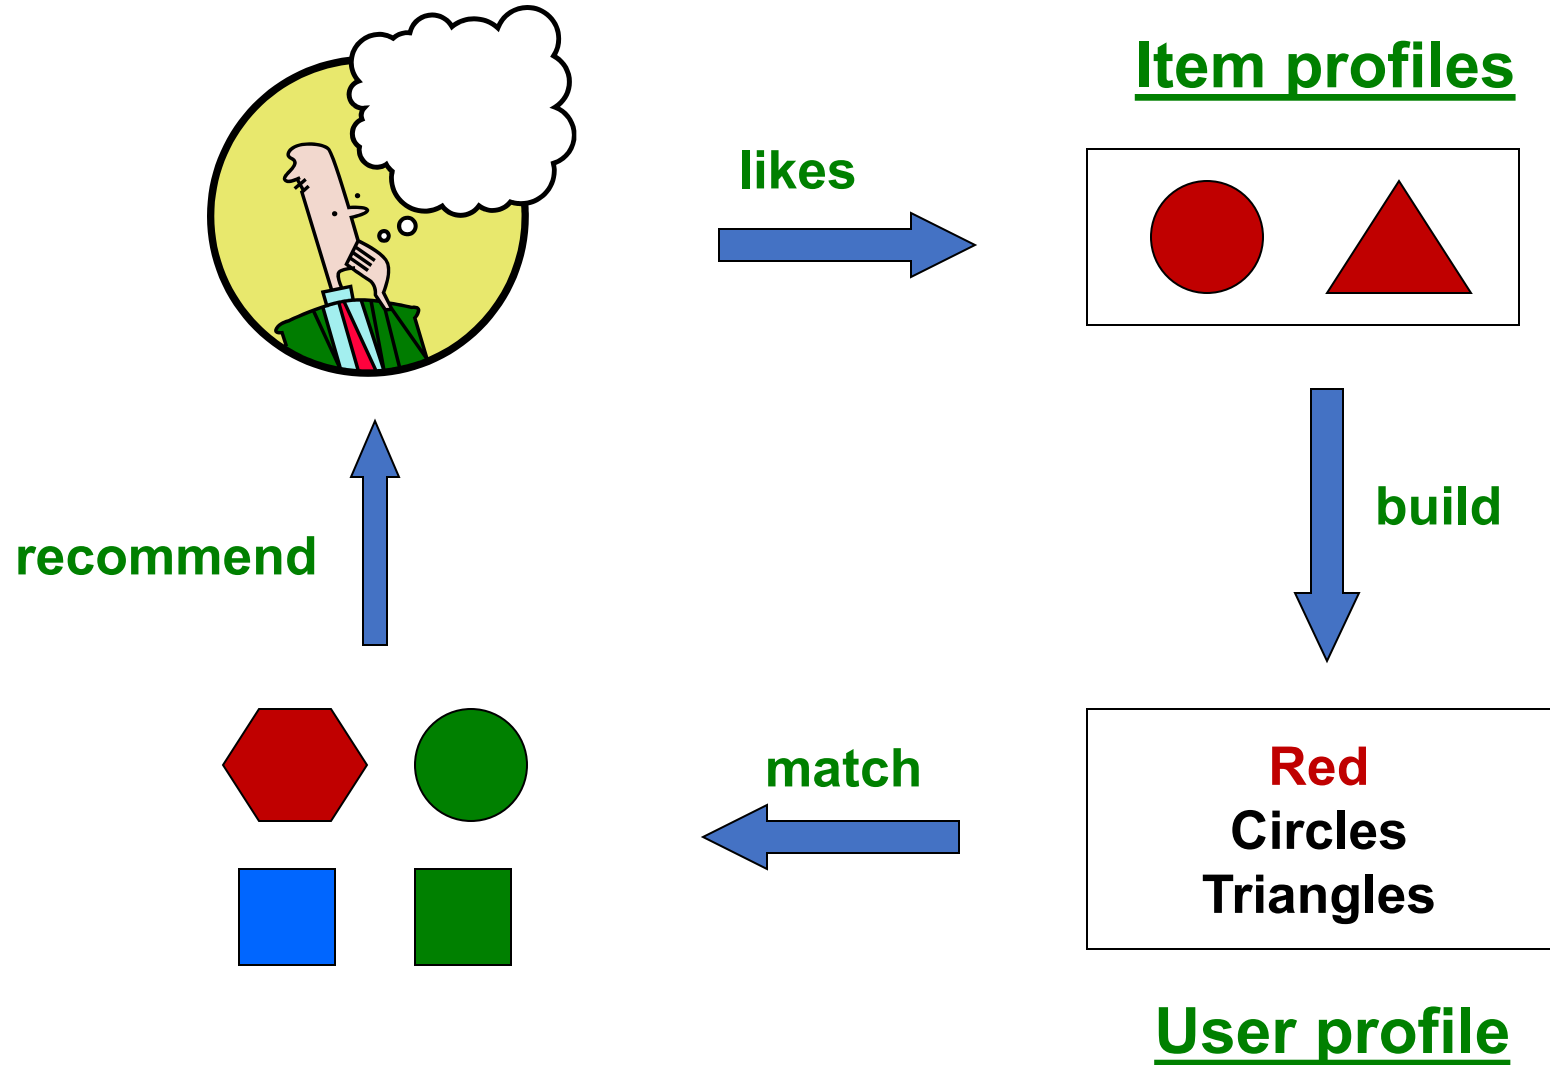 Item profiles
likes
build
recommend
match
Red
Circles
Triangles
User profile